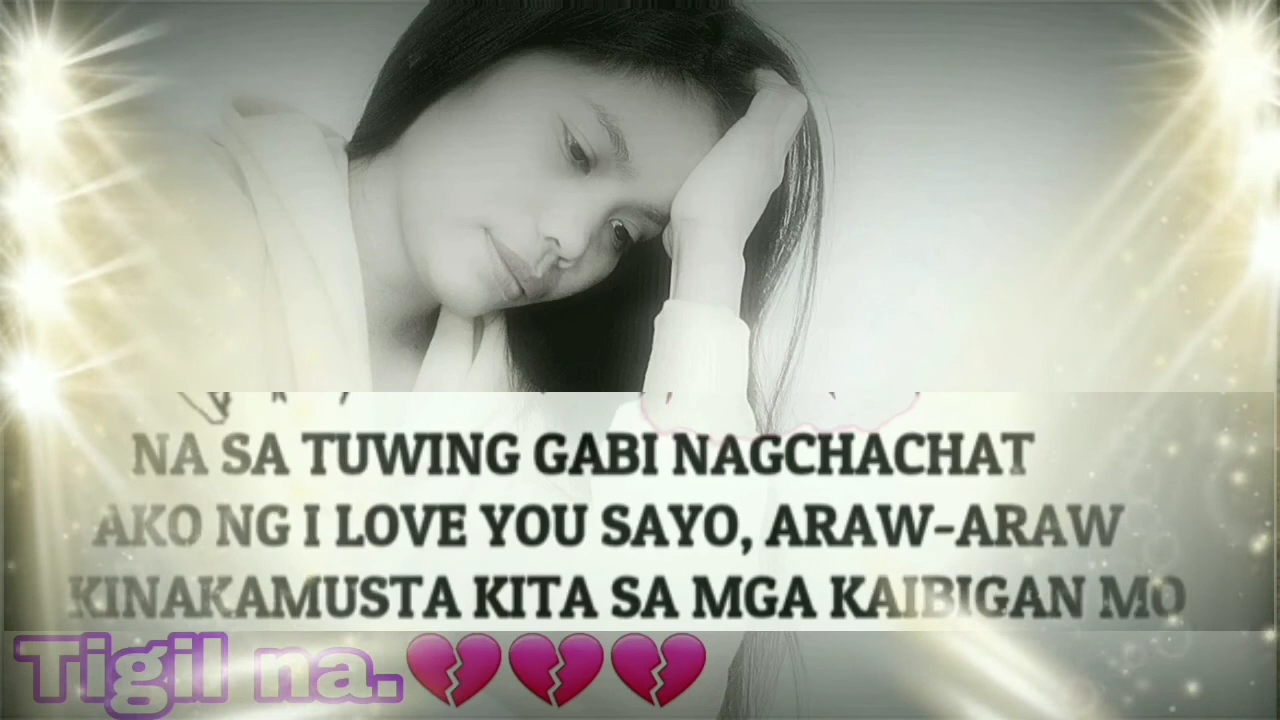 NA SA TUWING GABI NAGCHACHAT
AKO NG I LOVE YOU SAYO, ARAW-ARAW
KINAKAMUSTA KITA SA MGA KAIBIGAN MO
Tigil na.💔💔💔